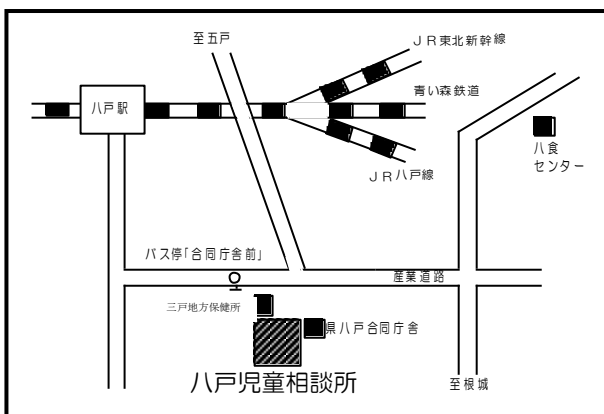 至五戸
ＪＲ東北新幹線
青い森鉄道
八戸駅
八食
センター
ＪＲ八戸線
バス停「合同庁舎前」
産業道路
三戸地方保健所
県八戸合同庁舎
八戸児童相談所
至根城